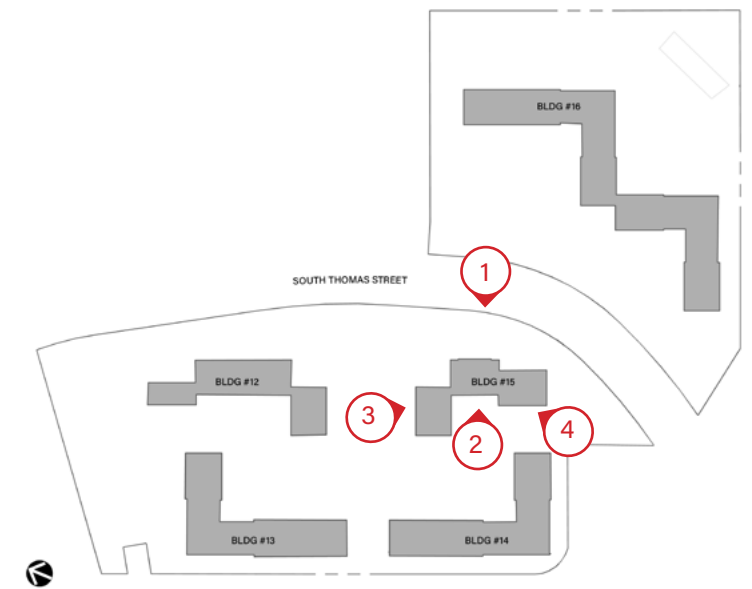 BLDG #16
1
SOUTH THOMAS STREET
BLDG #12
BLDG #15
3
2
4
BLDG #13
BLDG #14